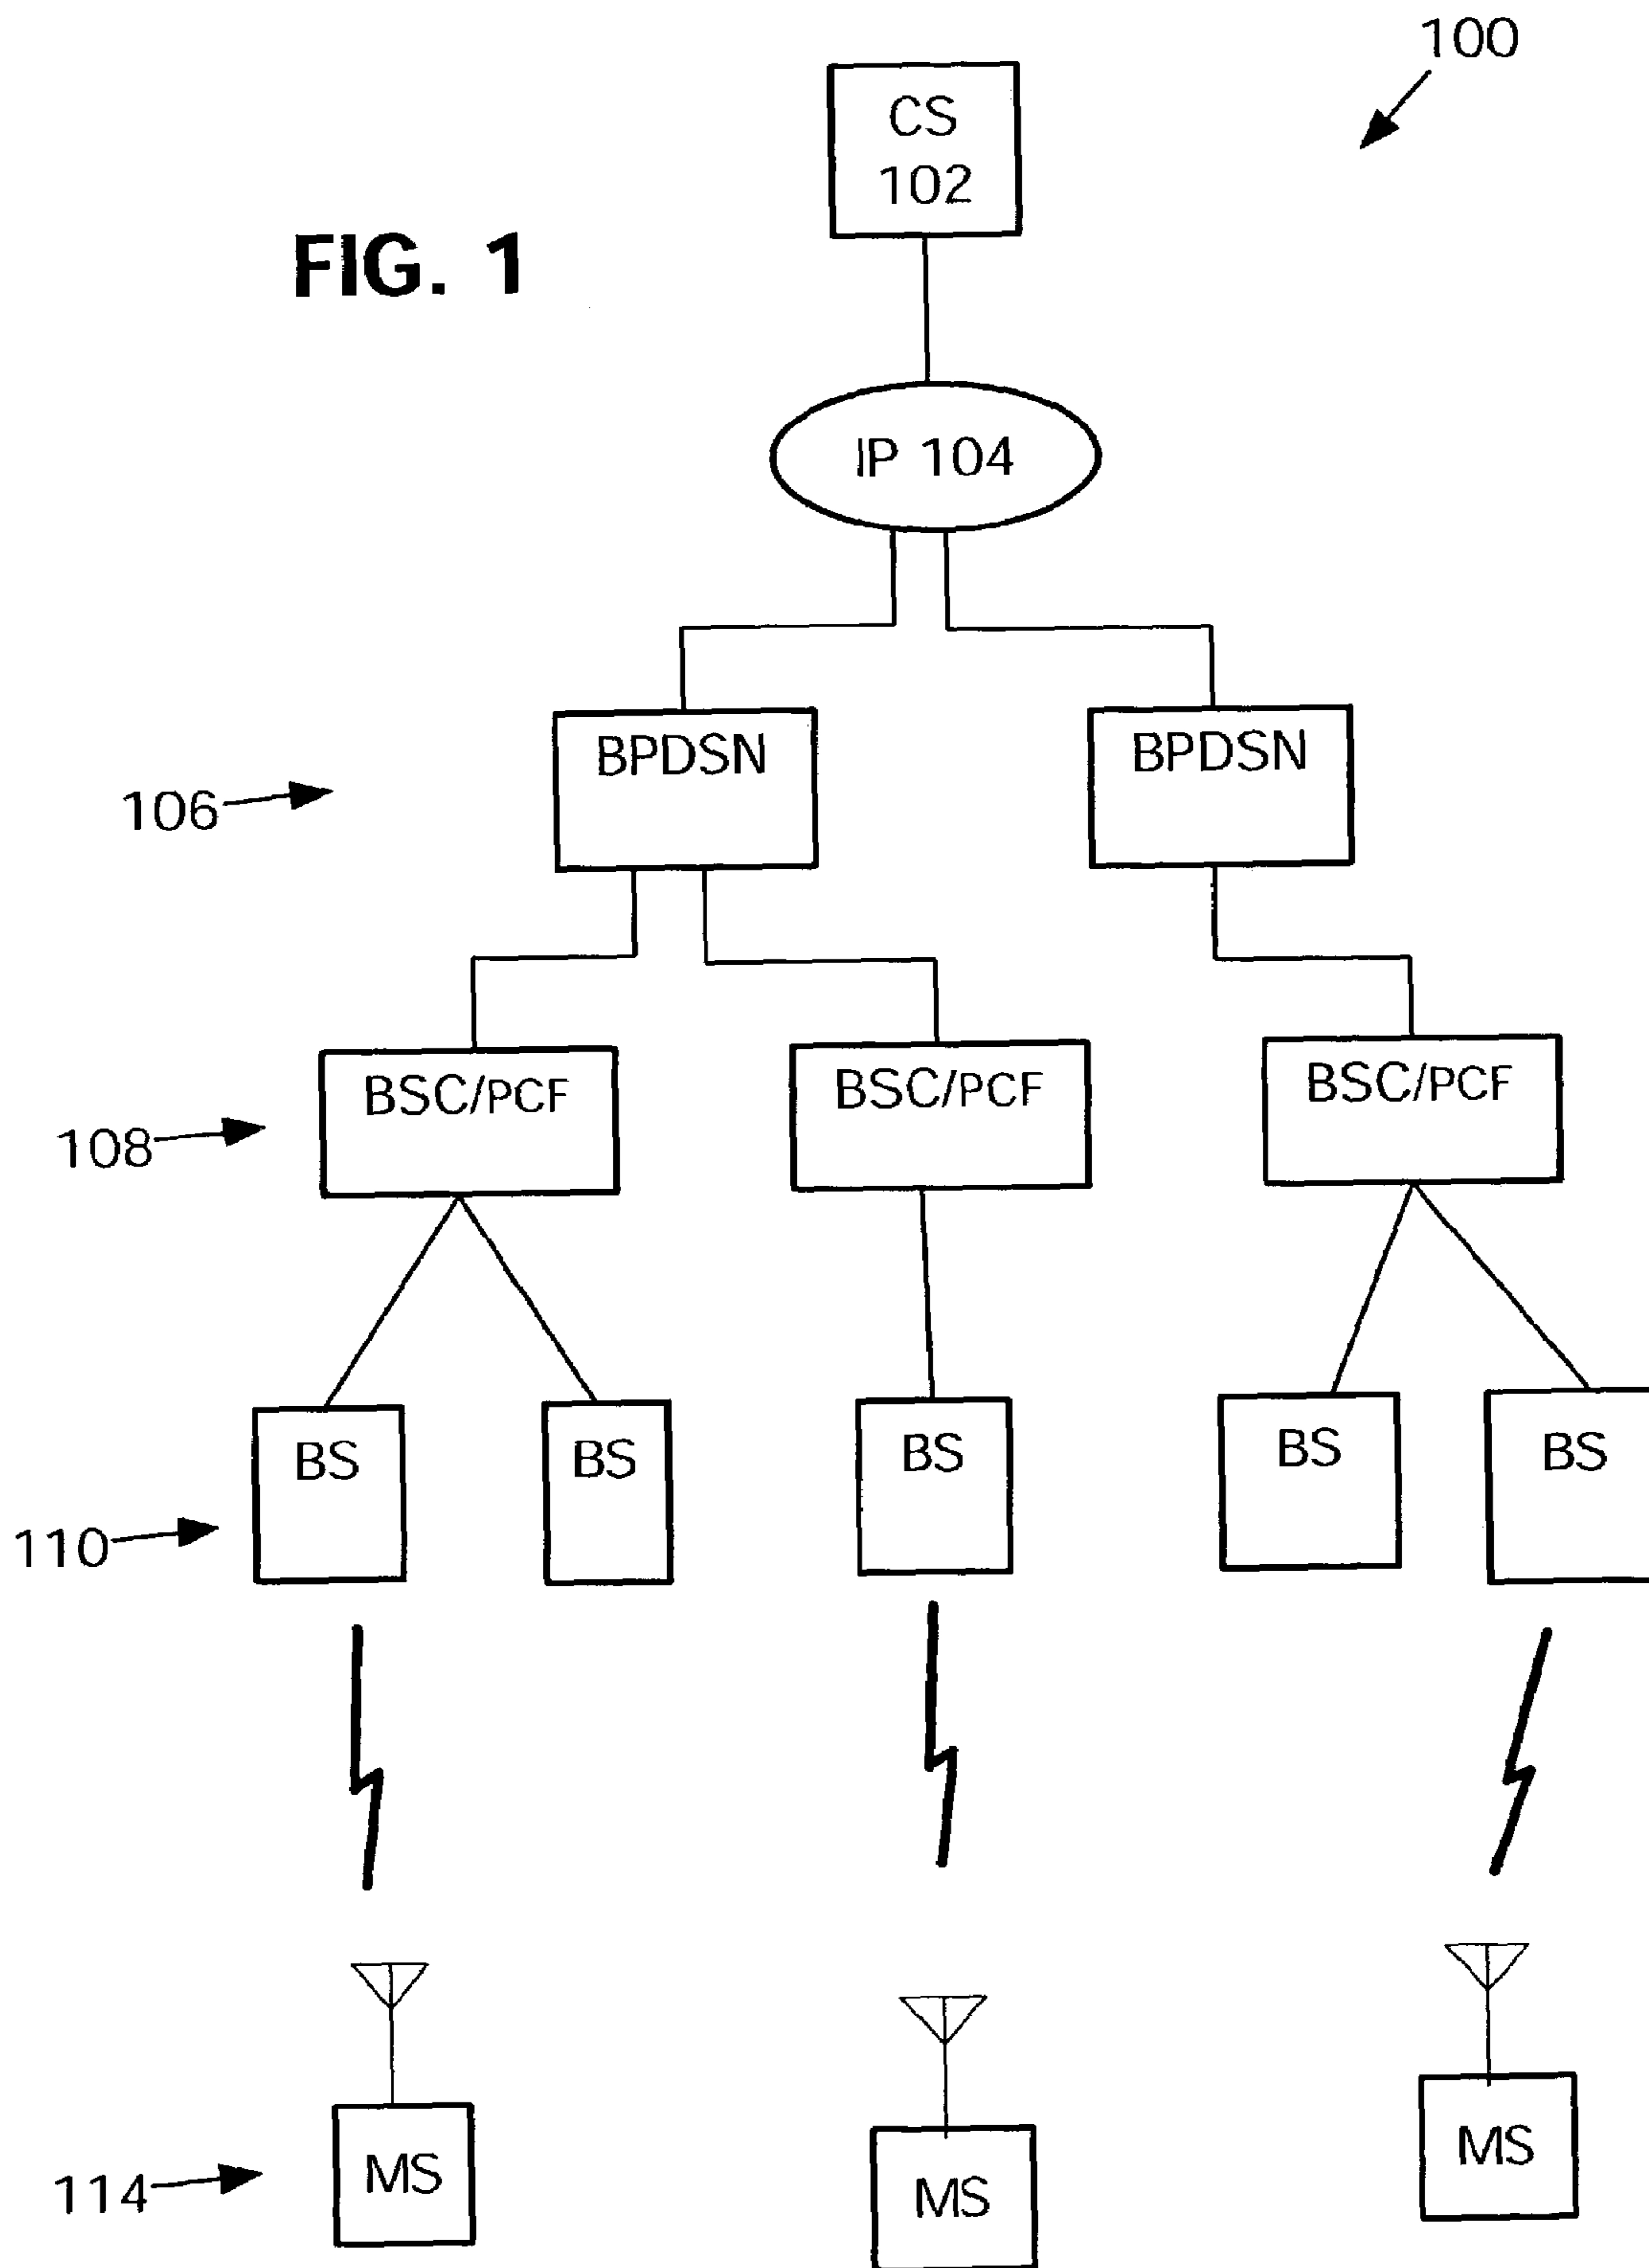 100
CS
102
FIG. 1
IP 104
BPDSN
BPDSN
106
BSC/PCF
BSC/PCF
BSC/PCF
108
BS
BS
BS
BS
BS
110
MS
MS
MS
114